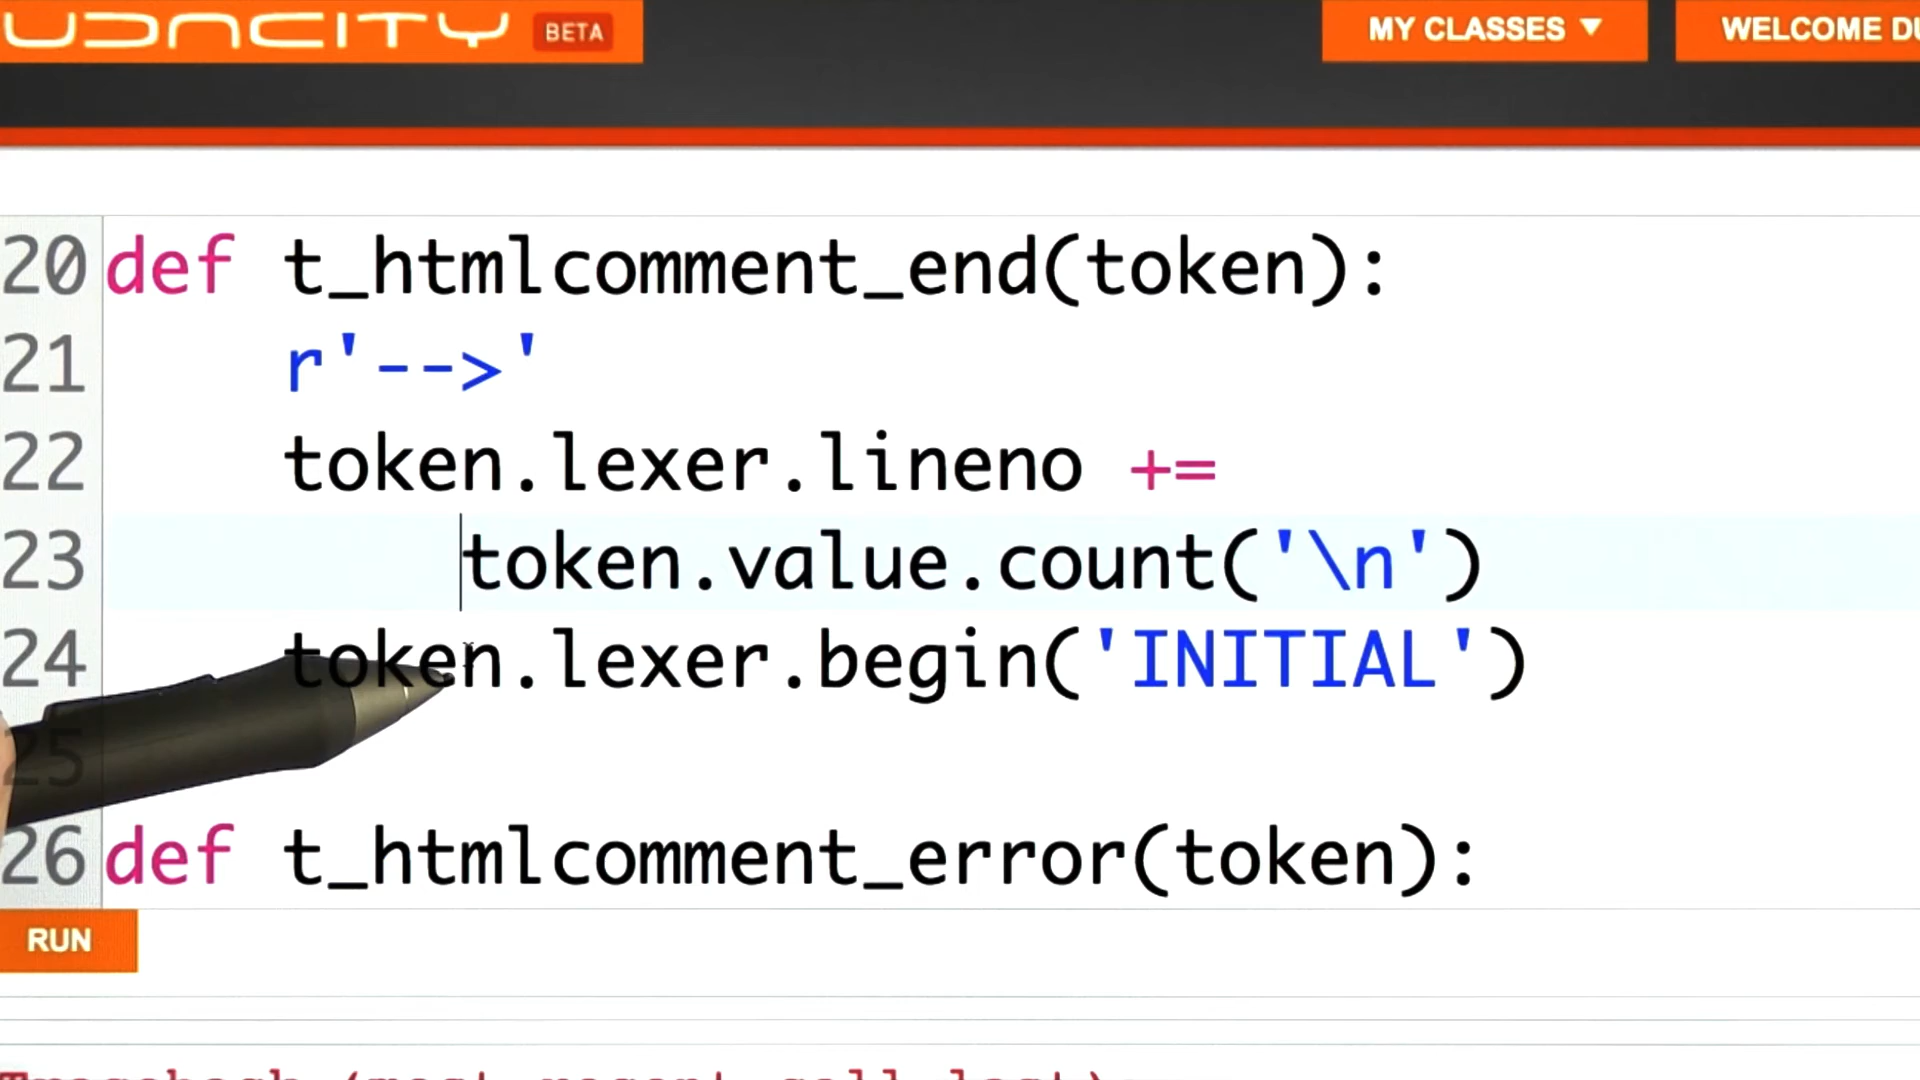 UDACITY BETA
MY CLASSES ▼
WELCOME
20 def t_htmlcomment_end(token):
21 r'-->'
22 token.lexer.lineno +=
23 token.value.count('\n')
24 token.lexer.begin('INITIAL')
25
26 def t_htmlcomment_error(token):
RUN